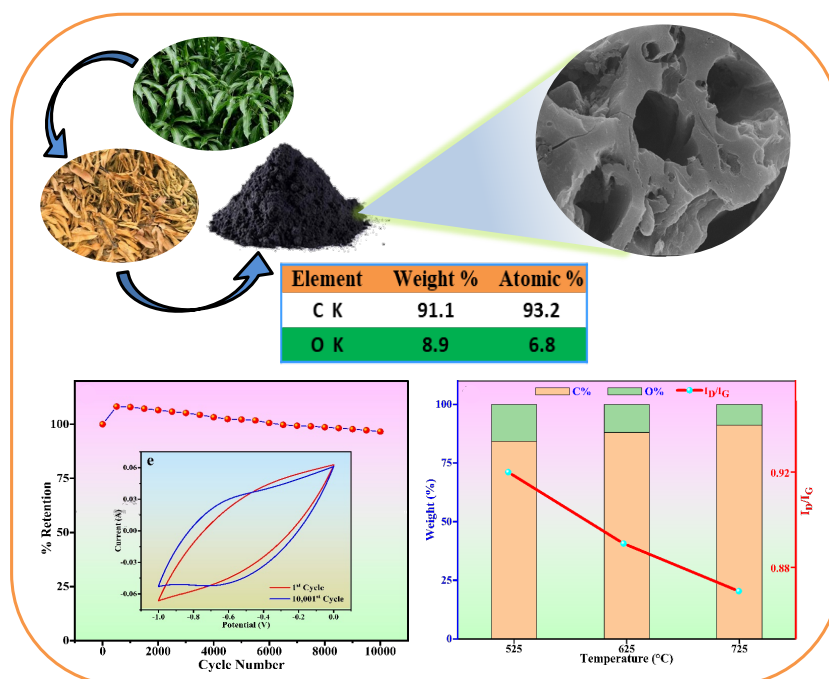 Element Weight % Atomic %
C K 91.1 93.2
O K 8.9 6.8
% Retention
100
75
50
25
0
0 2000 4000 6000 8000 10000
Cycle Number
e
Current (A)
0.06
0.03
0.00
-0.03
-0.06
1st Cycle
10,001st Cycle
-1.0 -0.8 -0.6 -0.4 -0.2 0.0
Potential (V)
C% O% ID/IG
Weight (%)
100
75
50
25
0
0.92
0.88
ID/IG
525 625 725
Temperature (°C)